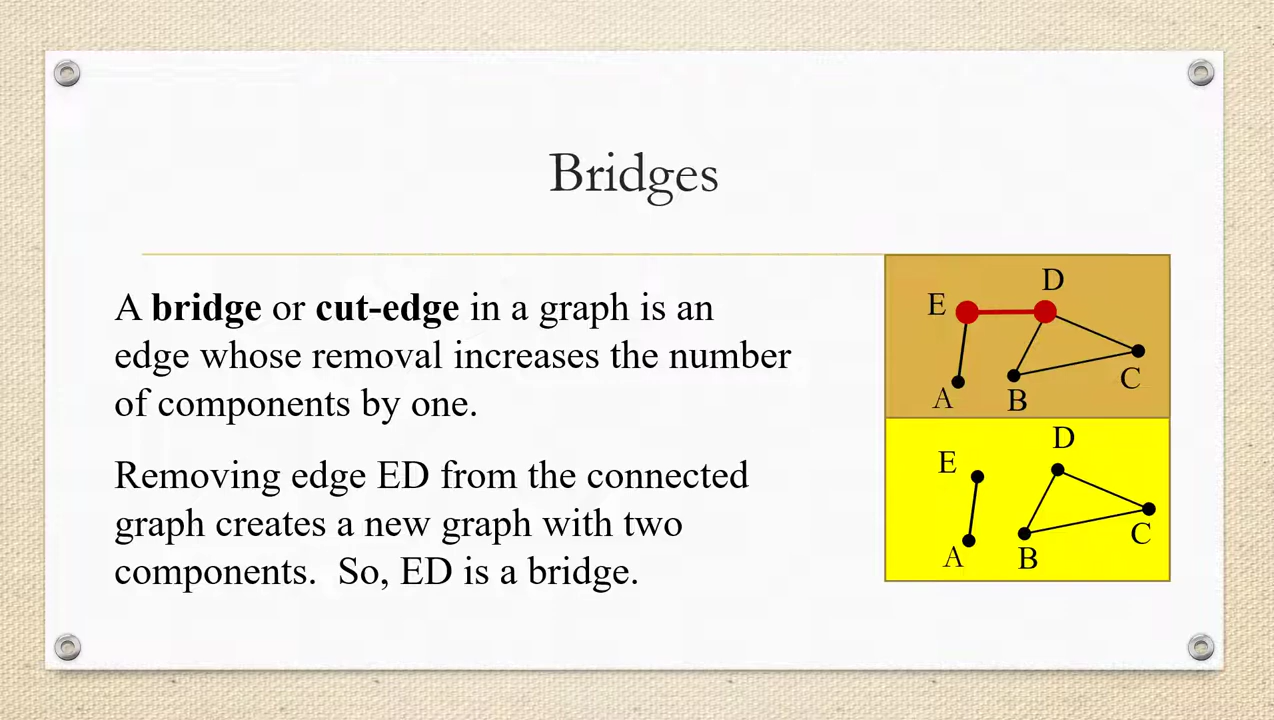 Bridges
A bridge or cut-edge in a graph is an
edge whose removal increases the number
of components by one.
Removing edge ED from the connected
graph creates a new graph with two
components.  So, ED is a bridge.
D
E
C
A
B
D
E
C
A
B